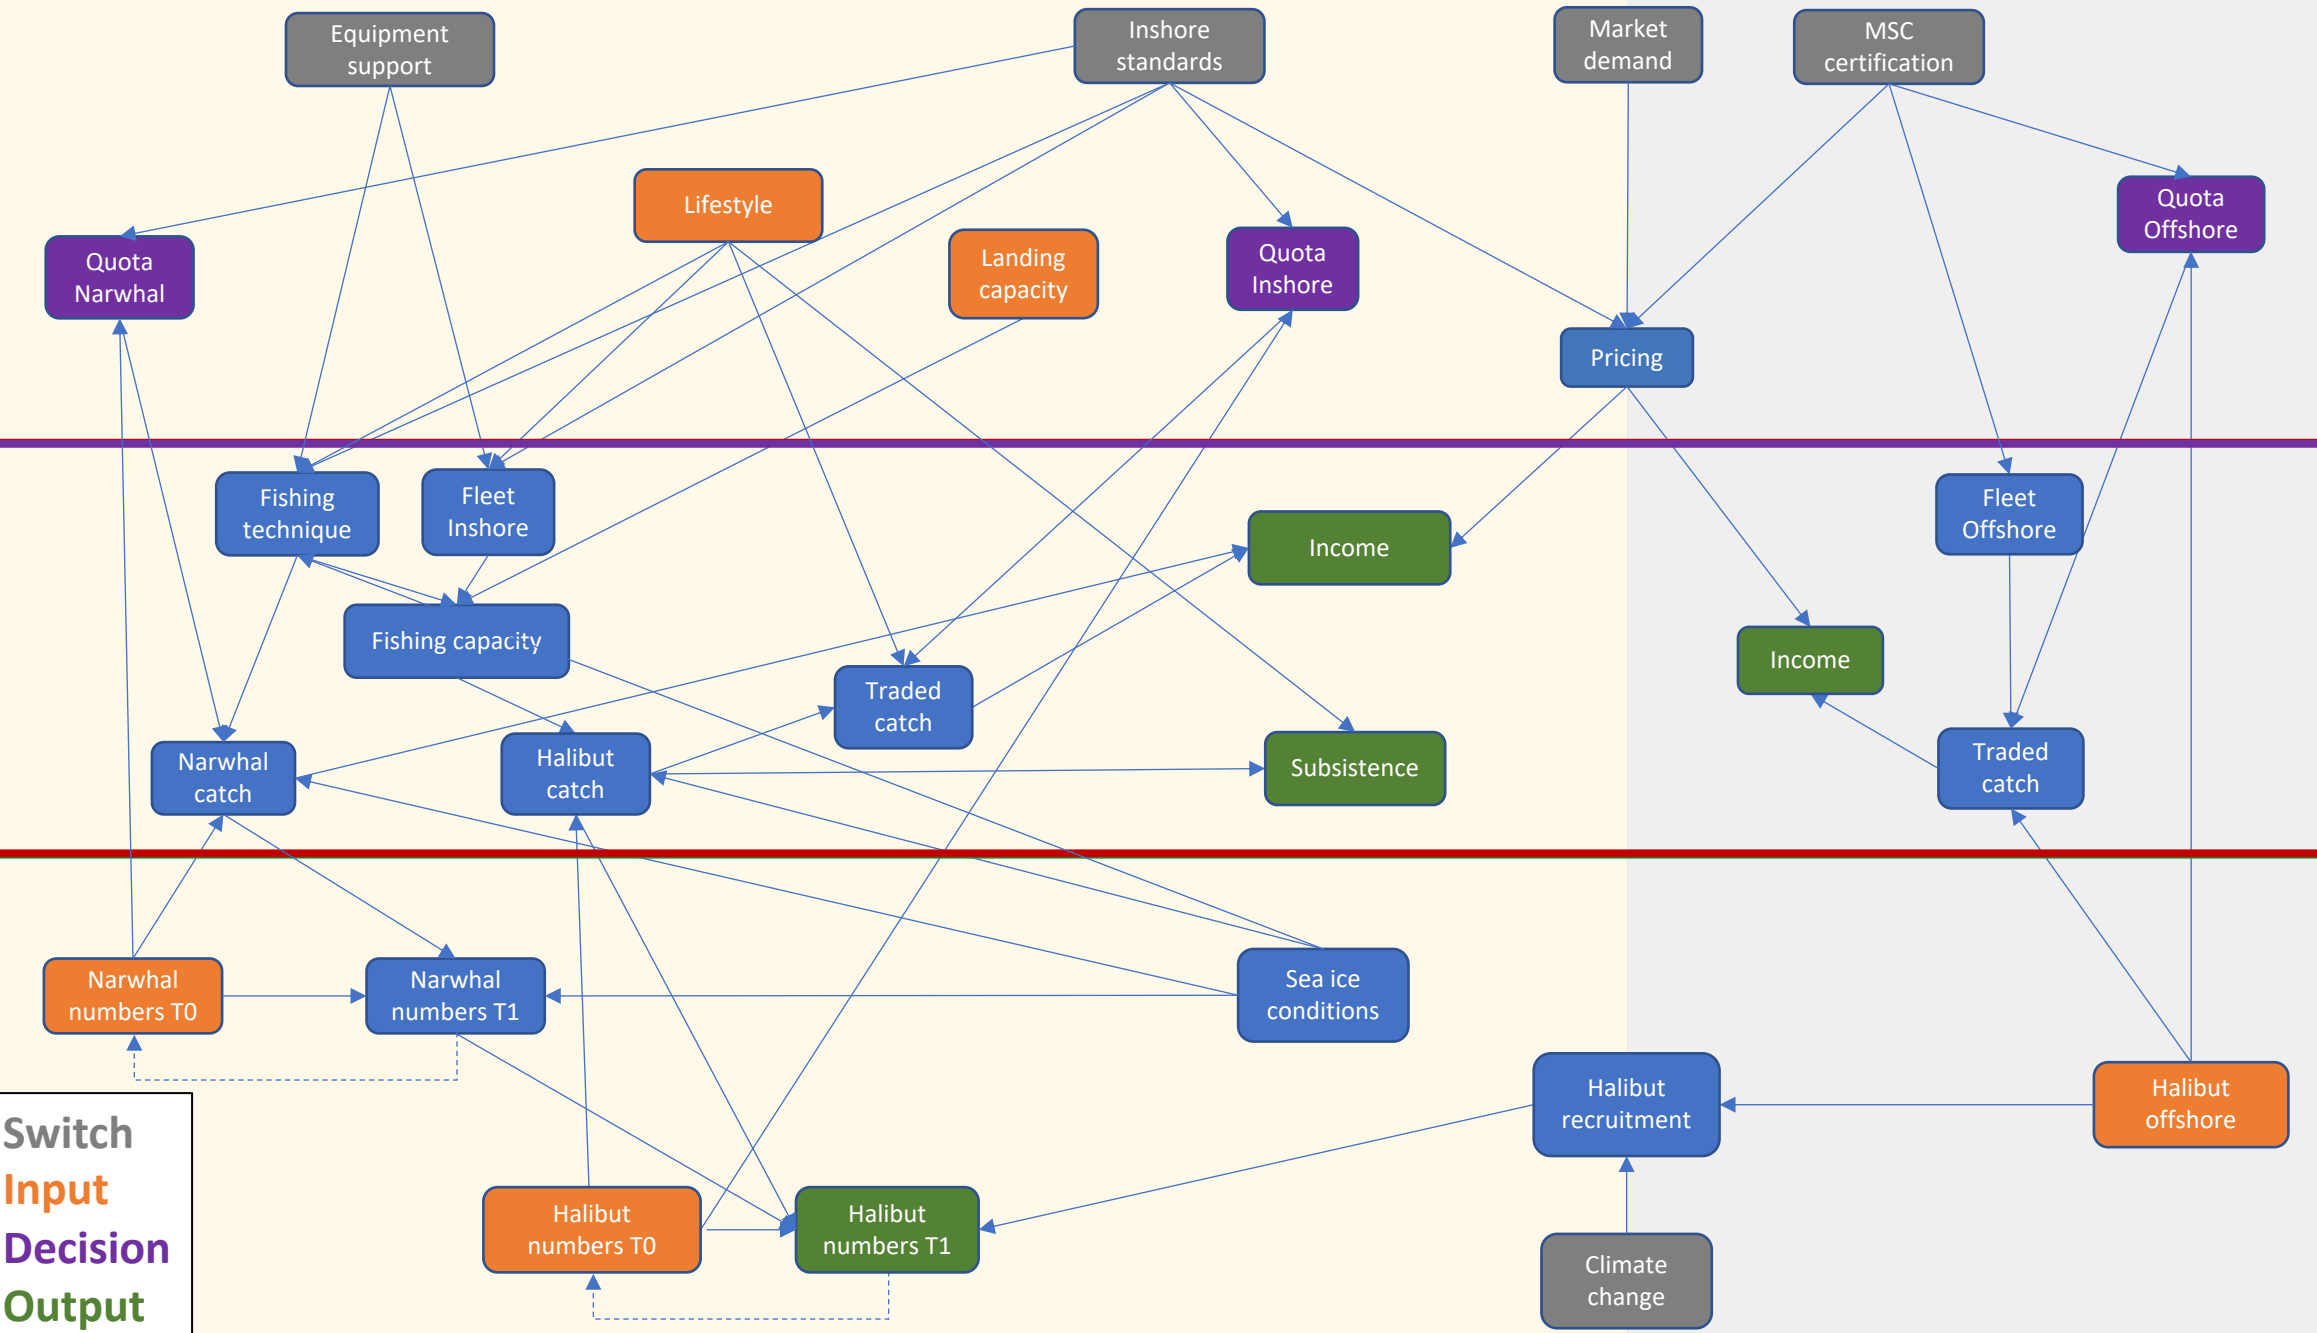 Equipment
support
Inshore
standards
Market
demand
MSC
certification
Lifestyle
Quota
Offshore
Quota
Narwhal
Landing
capacity
Quota
Inshore
Pricing
Fishing
technique
Fleet
Inshore
Income
Fleet
Offshore
Fishing capacity
Income
Traded
catch
Narwhal
catch
Halibut
catch
Subsistence
Traded
catch
Narwhal
numbers T0
Narwhal
numbers T1
Sea ice
conditions
Halibut
recruitment
Halibut
offshore
Switch
Input
Decision
Output
Halibut
numbers T0
Halibut
numbers T1
Climate
change